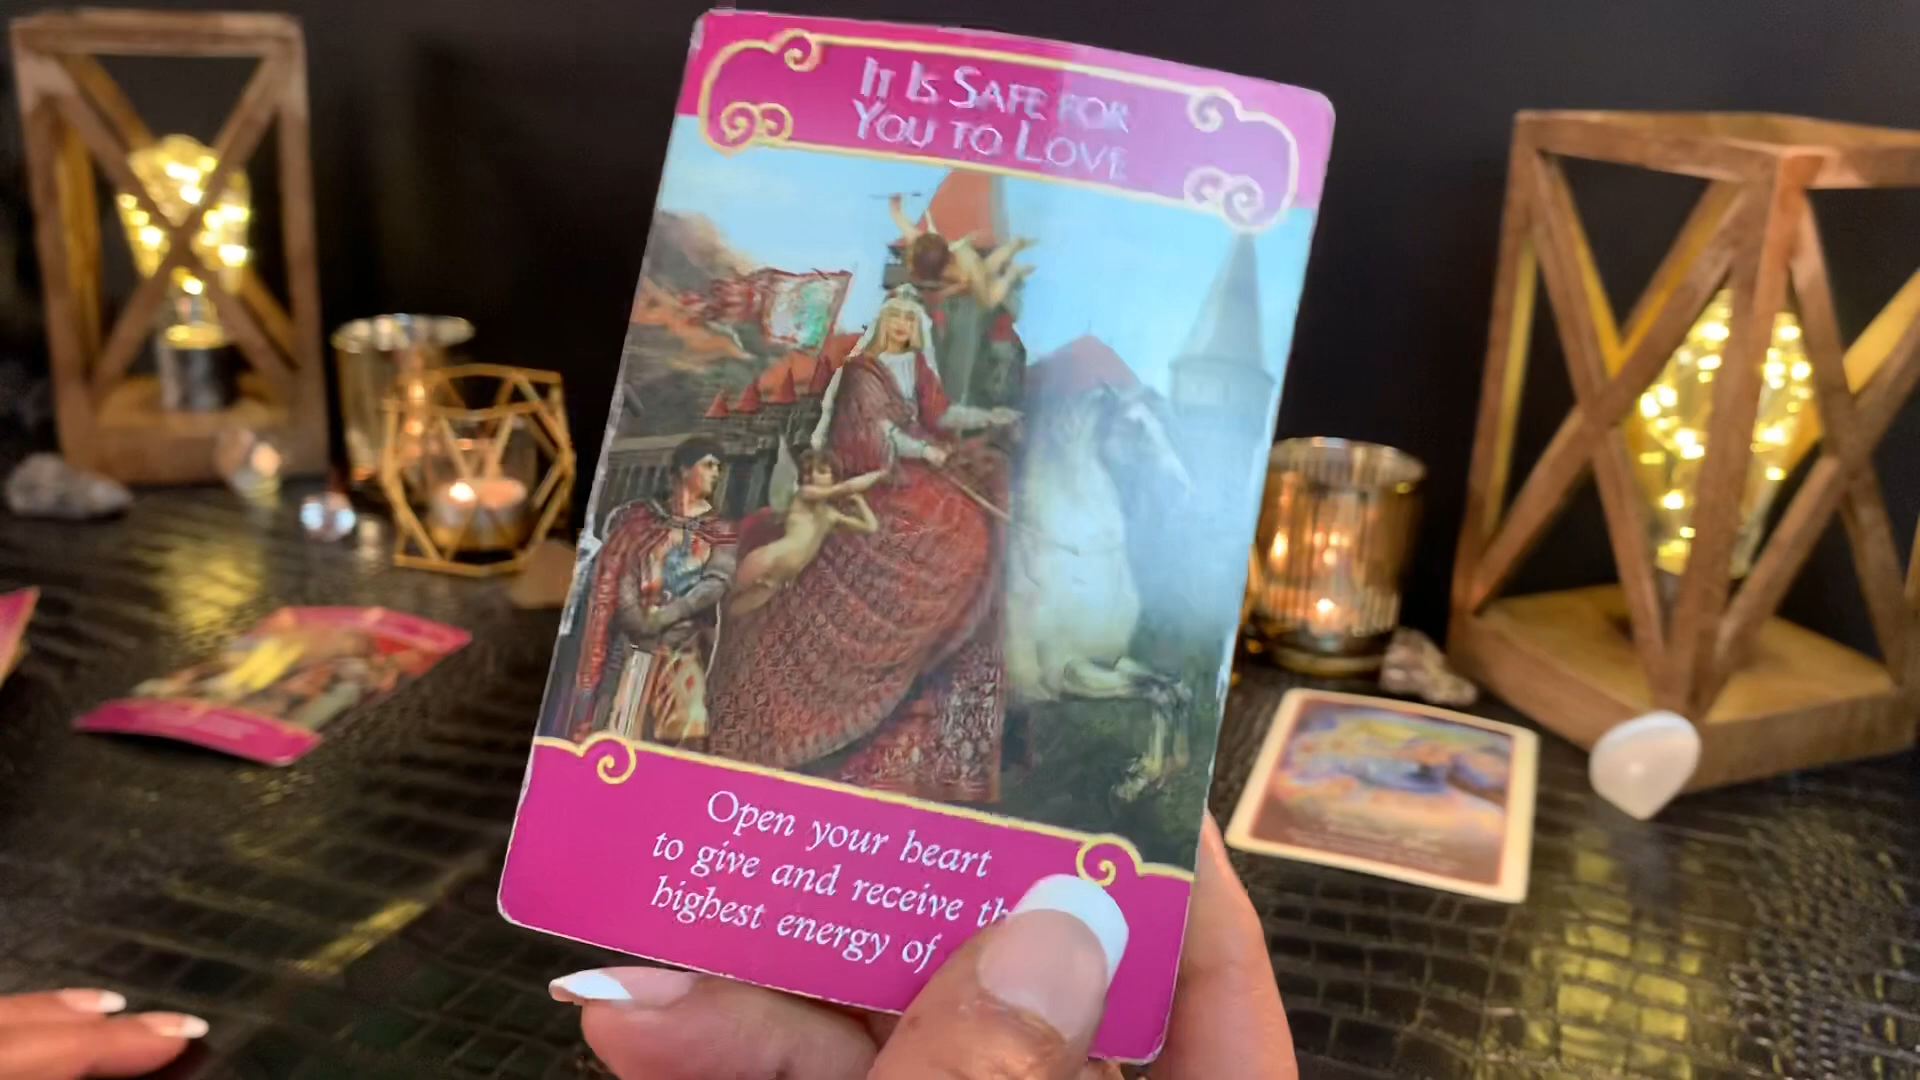 It Is Safe for
You to Love
Open your heart
to give and receive
highest energy of